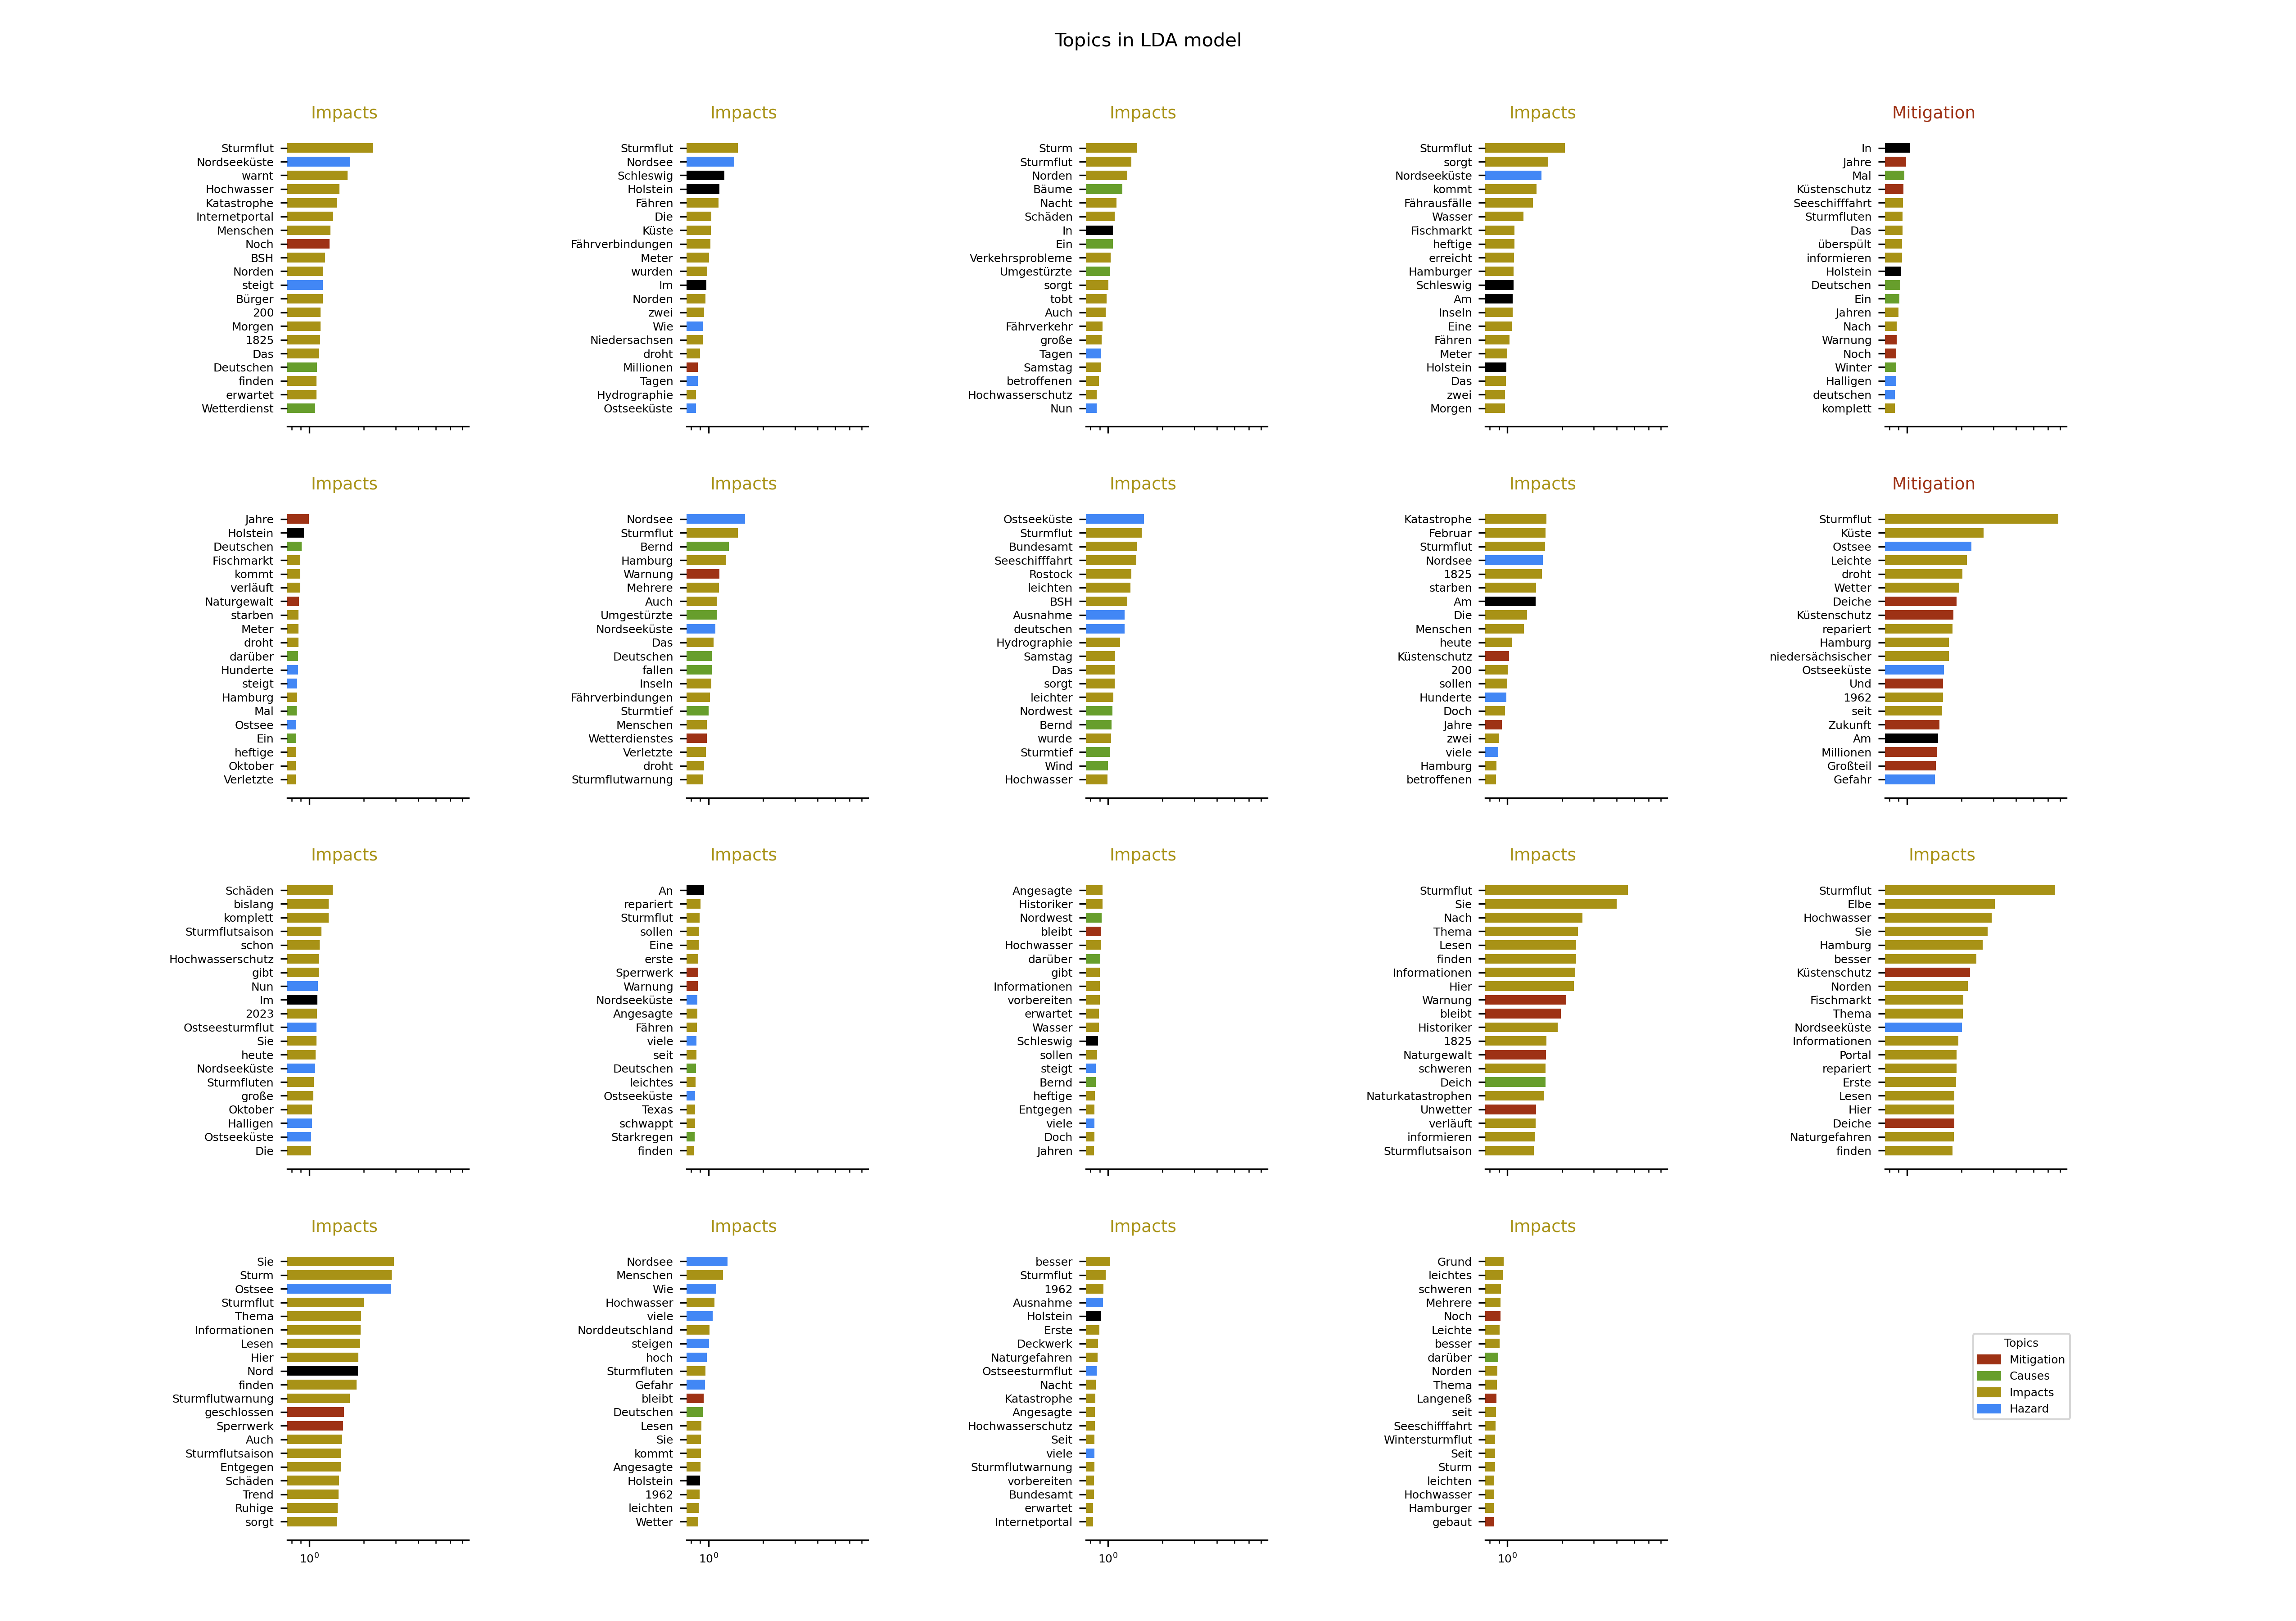 Topics in LDA model
Impacts
Sturmflut
Nordseeküste
warnt
Hochwasser
Katastrophe
Internetportal
Menschen
Noch
BSH
Norden
steigt
Bürger
200
Morgen
1825
Das
Deutschen
finden
erwartet
Wetterdienst
Impacts
Sturmflut
Nordsee
Schleswig
Holstein
Fähren
Die
Küste
Fährverbindungen
Meter
wurden
Im
Norden
zwei
Wie
Niedersachsen
droht
Millionen
Tagen
Hydrographie
Ostseeküste
Impacts
Sturm
Sturmflut
Norden
Bäume
Nacht
Schäden
In
Ein
Verkehrsprobleme
Umgestürzte
sorgt
tobt
Auch
Fährverkehr
große
Tagen
Samstag
betroffenen
Hochwasserschutz
Nun
Impacts
Sturmflut
sorgt
Nordseeküste
kommt
Fährausfälle
Wasser
Fischmarkt
heftige
erreicht
Hamburger
Schleswig
Am
Inseln
Eine
Fähren
Meter
Holstein
Das
zwei
Morgen
Mitigation
In
Jahre
Mal
Küstenschutz
Seeschifffahrt
Sturmfluten
Das
überspült
informieren
Holstein
Deutschen
Ein
Jahren
Nach
Warnung
Noch
Winter
Halligen
deutschen
komplett
Impacts
Jahre
Holstein
Deutschen
Fischmarkt
kommt
verläuft
Naturgewalt
starben
Meter
droht
darüber
Hunderte
steigt
Hamburg
Mal
Ostsee
Ein
heftige
Oktober
Verletzte
Impacts
Nordsee
Sturmflut
Bernd
Hamburg
Warnung
Mehrere
Auch
Umgestürzte
Nordseeküste
Das
Deutschen
fallen
Inseln
Fährverbindungen
Sturmtief
Menschen
Wetterdienstes
Verletzte
droht
Sturmflutwarnung
Impacts
Ostseeküste
Sturmflut
Bundesamt
Seeschifffahrt
Rostock
leichten
BSH
Ausnahme
deutschen
Hydrographie
Samstag
Das
sorgt
leichter
Nordwest
Bernd
wurde
Sturmtief
Wind
Hochwasser
Impacts
Katastrophe
Februar
Sturmflut
Nordsee
1825
starben
Am
Die
Menschen
heute
Küstenschutz
200
sollen
Hunderte
Doch
Jahre
zwei
viele
Hamburg
betroffenen
Mitigation
Sturmflut
Küste
Ostsee
Leichte
droht
Wetter
Deiche
Küstenschutz
repariert
Hamburg
niedersächsischer
Ostseeküste
Und
1962
seit
Zukunft
Am
Millionen
Großteil
Gefahr
Impacts
Schäden
bislang
komplett
Sturmflutsaison
schon
Hochwasserschutz
gibt
Nun
Im
2023
Ostseesturmflut
Sie
heute
Nordseeküste
Sturmfluten
große
Oktober
Halligen
Ostseeküste
Die
Impacts
An
repariert
Sturmflut
sollen
Eine
erste
Sperrwerk
Warnung
Nordseeküste
Angesagte
Fähren
viele
seit
Deutschen
leichtes
Ostseeküste
Texas
schwappt
Starkregen
finden
Impacts
Angesagte
Historiker
Nordwest
bleibt
Hochwasser
darüber
gibt
Informationen
vorbereiten
erwartet
Wasser
Schleswig
sollen
steigt
Bernd
heftige
Entgegen
viele
Doch
Jahren
Impacts
Sturmflut
Sie
Nach
Thema
Lesen
finden
Informationen
Hier
Warnung
bleibt
Historiker
1825
Naturgewalt
schweren
Deich
Naturkatastrophen
Unwetter
verläuft
informieren
Sturmflutsaison
Impacts
Sturmflut
Elbe
Hochwasser
Sie
Hamburg
besser
Küstenschutz
Norden
Fischmarkt
Thema
Nordseeküste
Informationen
Portal
repariert
Erste
Lesen
Hier
Deiche
Naturgefahren
finden
Impacts
Sie
Sturm
Ostsee
Sturmflut
Thema
Informationen
Lesen
Hier
Nord
finden
Sturmflutwarnung
geschlossen
Sperrwerk
Auch
Sturmflutsaison
Entgegen
Schäden
Trend
Ruhige
sorgt
10⁰
Impacts
Nordsee
Menschen
Wie
Hochwasser
viele
Norddeutschland
steigen
hoch
Sturmfluten
Gefahr
bleibt
Deutschen
Lesen
Sie
kommt
Angesagte
Holstein
1962
leichten
Wetter
10⁰
Impacts
besser
Sturmflut
1962
Ausnahme
Holstein
Erste
Deckwerk
Naturgefahren
Ostseesturmflut
Nacht
Katastrophe
Angesagte
Hochwasserschutz
Seit
viele
Sturmflutwarnung
vorbereiten
Bundesamt
erwartet
Internetportal
10⁰
Impacts
Grund
leichtes
schweren
Mehrere
Noch
Leichte
besser
darüber
Norden
Thema
Langeneß
seit
Seeschifffahrt
Wintersturmflut
Seit
Sturm
leichten
Hochwasser
Hamburger
gebaut
10⁰
Topics
Mitigation
Causes
Impacts
Hazard